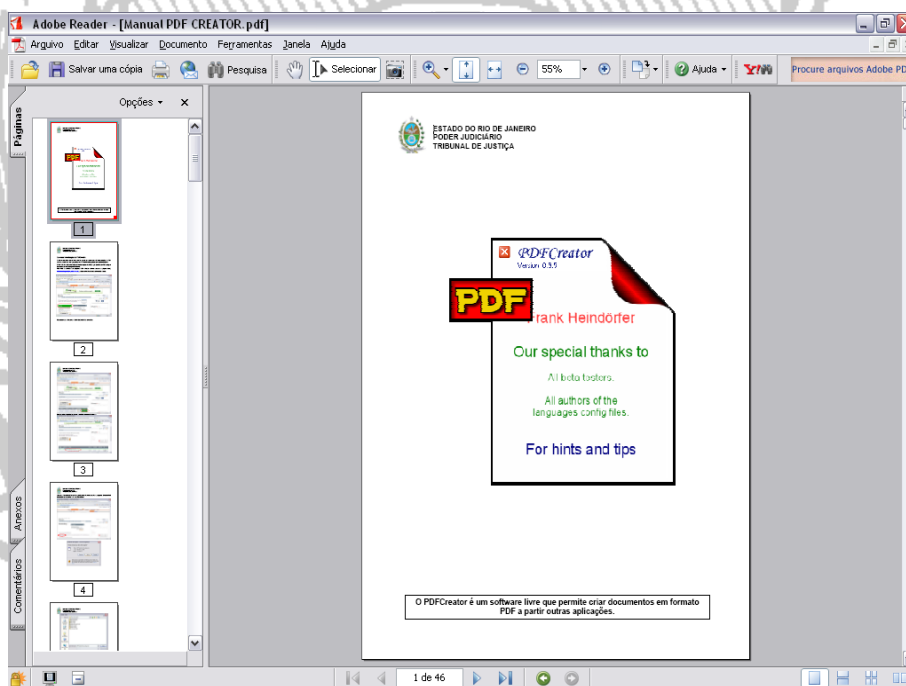 Adobe Reader - [Manual PDF CREATOR.pdf]
Arquivo Editar Visualizar Documento Ferramentas Janela Ajuda
Salvar uma cópia Pesquisa Selecionar 55% Ajuda Y! Procure arquivos Adobe PD
Opções x
Páginas
1
2
3
4
Anexos
Comentários
ESTADO DO RIO DE JANEIRO
PODER JUDICIÁRIO
TRIBUNAL DE JUSTIÇA
PDFCreator
Version 0.9.5
PDF
Frank Heindörfer
Our special thanks to
All beta testers.
All authors of the
languages config files.
For hints and tips
O PDFCreator é um software livre que permite criar documentos em formato
PDF a partir outras aplicações.
1 de 46